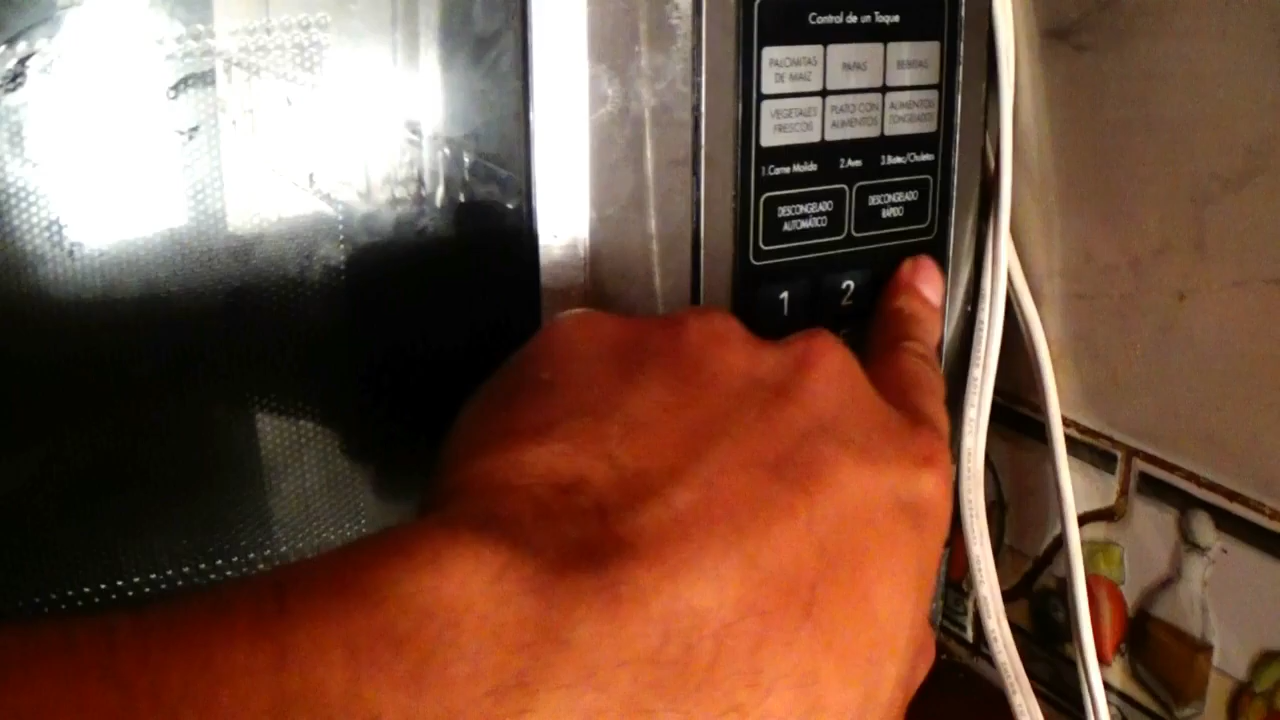 Control de un Toque
PALOMITAS
DE MAÍZ
PAPAS
BEBIDAS
VEGETALES
FRESCOS
PLATO CON
ALIMENTOS
ALIMENTOS
CONGELADOS
1.Carne Molida 2.Aves 3.Bistec/Chuletas
DESCONGELADO
AUTOMÁTICO
DESCONGELADO
RÁPIDO
1 2